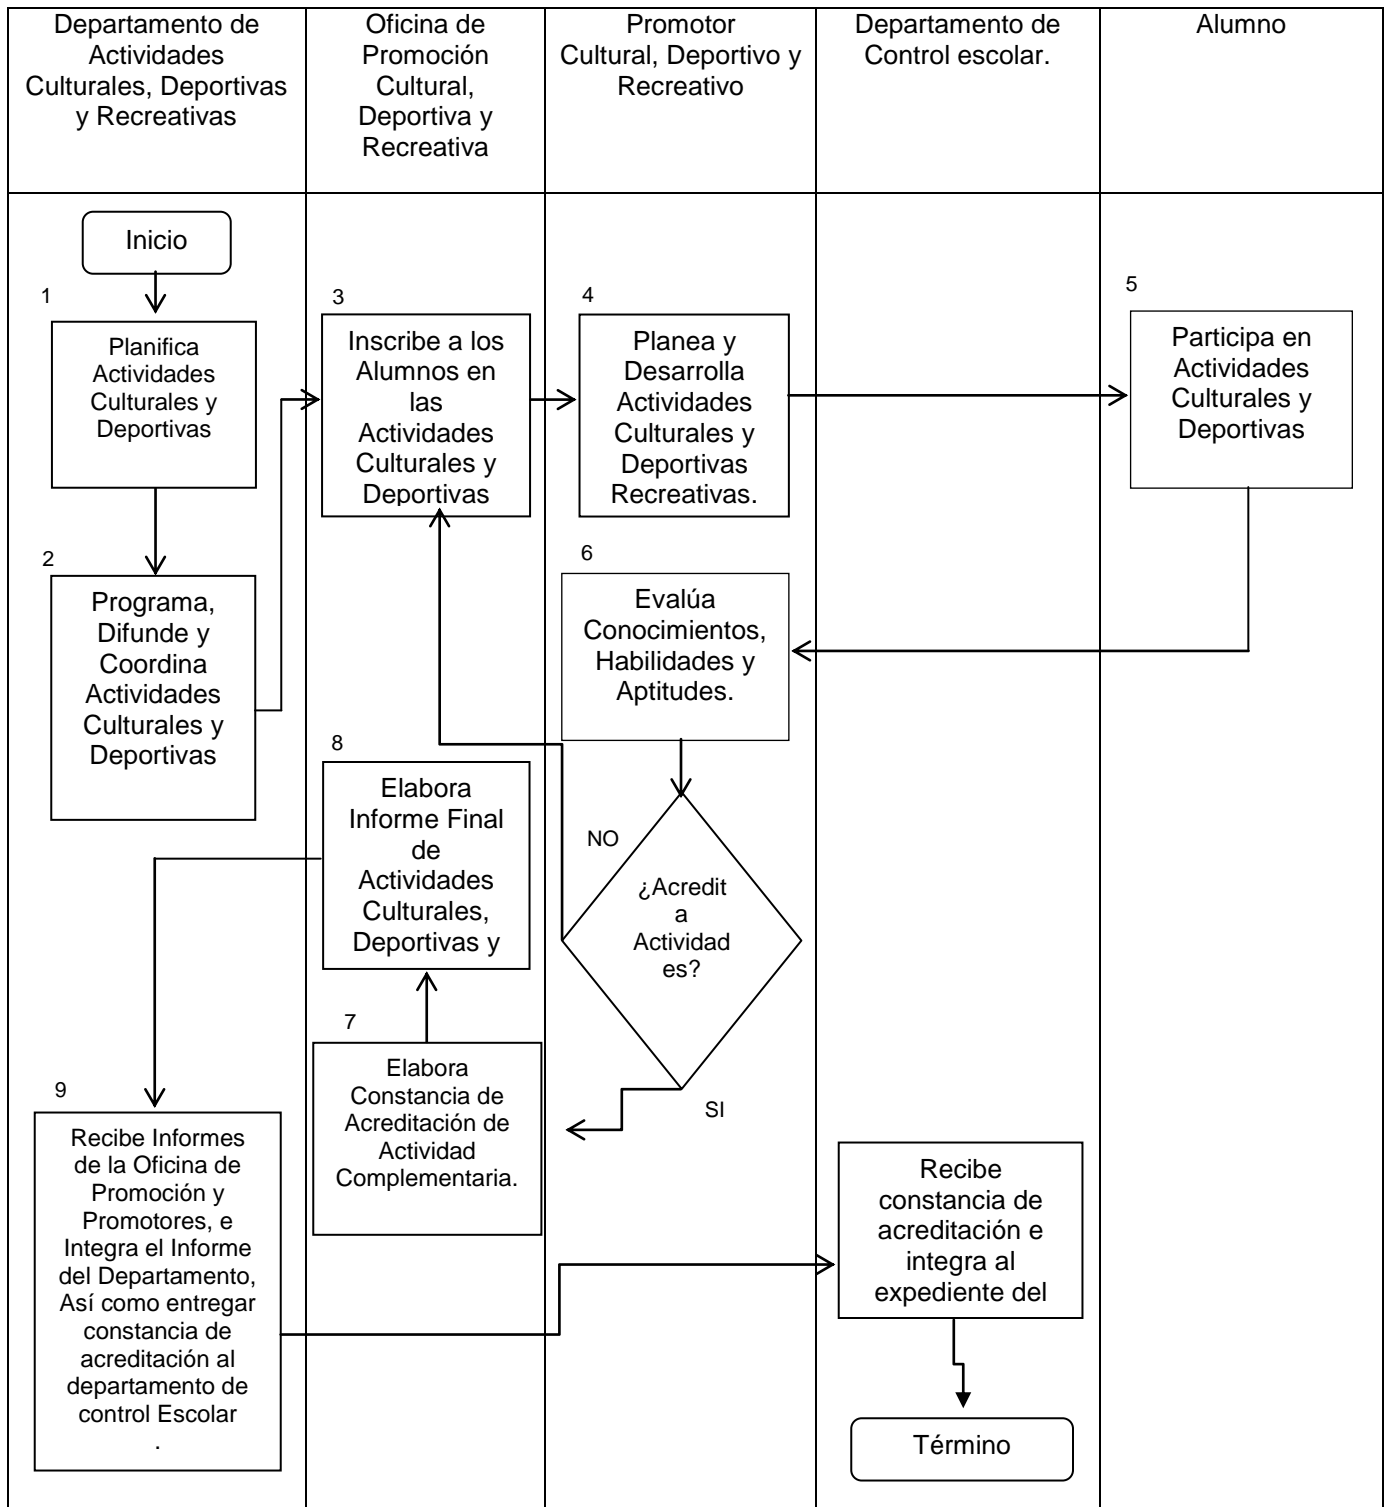 Departamento de
Actividades
Culturales, Deportivas
y Recreativas
Oficina de
Promoción
Cultural,
Deportiva y
Recreativa
Promotor
Cultural, Deportivo y
Recreativo
Departamento de
Control escolar.
Alumno
Inicio
1
Planifica
Actividades
Culturales y
Deportivas
2
Programa,
Difunde y
Coordina
Actividades
Culturales y
Deportivas
3
Inscribe a los
Alumnos en
las
Actividades
Culturales y
Deportivas
4
Planea y
Desarrolla
Actividades
Culturales y
Deportivas
Recreativas.
5
Participa en
Actividades
Culturales y
Deportivas
6
Evalúa
Conocimientos,
Habilidades y
Aptitudes.
NO
¿Acredit
a
Actividad
es?
SI
7
Elabora
Constancia de
Acreditación de
Actividad
Complementaria.
8
Elabora
Informe Final
de
Actividades
Culturales,
Deportivas y
9
Recibe Informes
de la Oficina de
Promoción y
Promotores, e
Integra el Informe
del Departamento,
Así como entregar
constancia de
acreditación al
departamento de
control Escolar
.
Recibe
constancia de
acreditación e
integra al
expediente del
Término